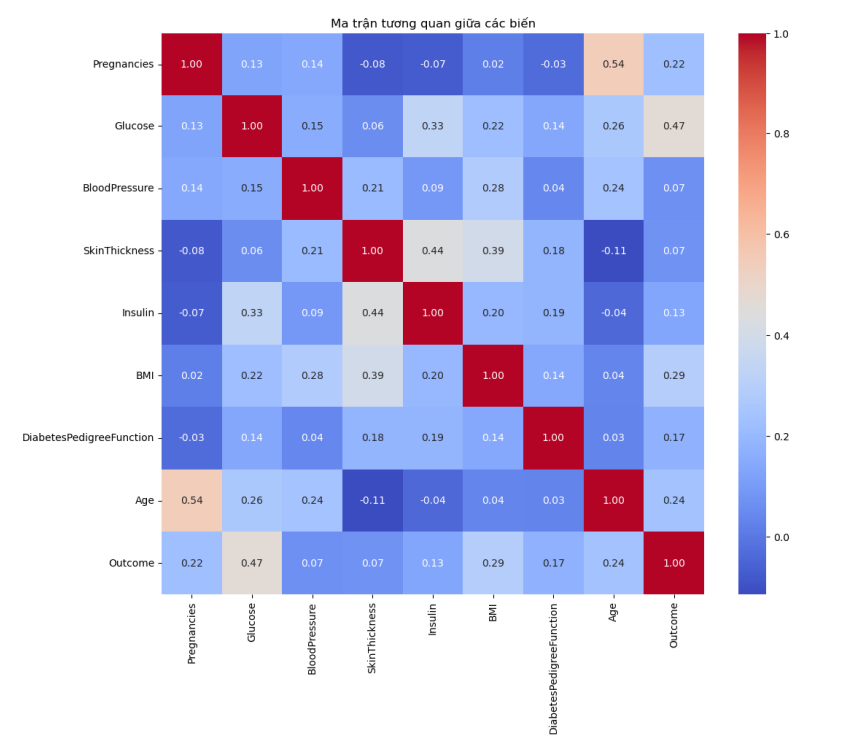 Ma trận tương quan giữa các biến
Pregnancies 1.00 0.13 0.14 -0.08 -0.07 0.02 -0.03 0.54 0.22
Glucose 0.13 1.00 0.15 0.06 0.33 0.22 0.14 0.26 0.47
BloodPressure 0.14 0.15 1.00 0.21 0.09 0.28 0.04 0.24 0.07
SkinThickness -0.08 0.06 0.21 1.00 0.44 0.39 0.18 -0.11 0.07
Insulin -0.07 0.33 0.09 0.44 1.00 0.20 0.19 -0.04 0.13
BMI 0.02 0.22 0.28 0.39 0.20 1.00 0.14 0.04 0.29
DiabetesPedigreeFunction -0.03 0.14 0.04 0.18 0.19 0.14 1.00 0.03 0.17
Age 0.54 0.26 0.24 -0.11 -0.04 0.04 0.03 1.00 0.24
Outcome 0.22 0.47 0.07 0.07 0.13 0.29 0.17 0.24 1.00
Pregnancies
Glucose
BloodPressure
SkinThickness
Insulin
BMI
DiabetesPedigreeFunction
Age
Outcome
1.0
0.8
0.6
0.4
0.2
0.0